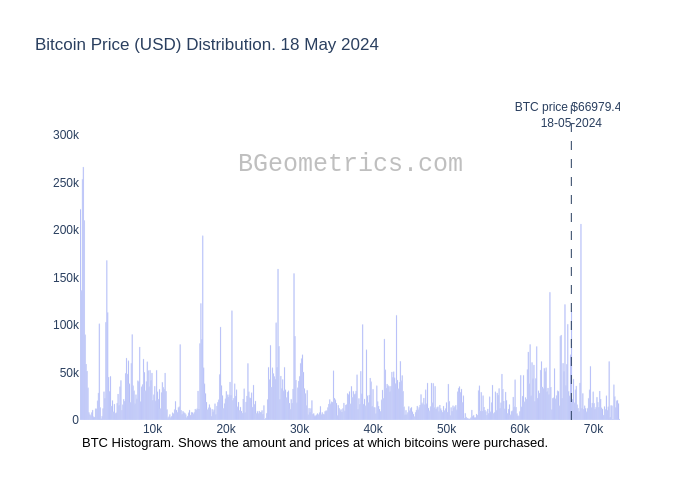 Bitcoin Price (USD) Distribution. 18 May 2024
BTC price $66979.4
18-05-2024
300k
BGeometrics.com
250k
200k
150k
100k
50k
0
10k 20k 30k 40k 50k 60k 70k
BTC Histogram. Shows the amount and prices at which bitcoins were purchased.